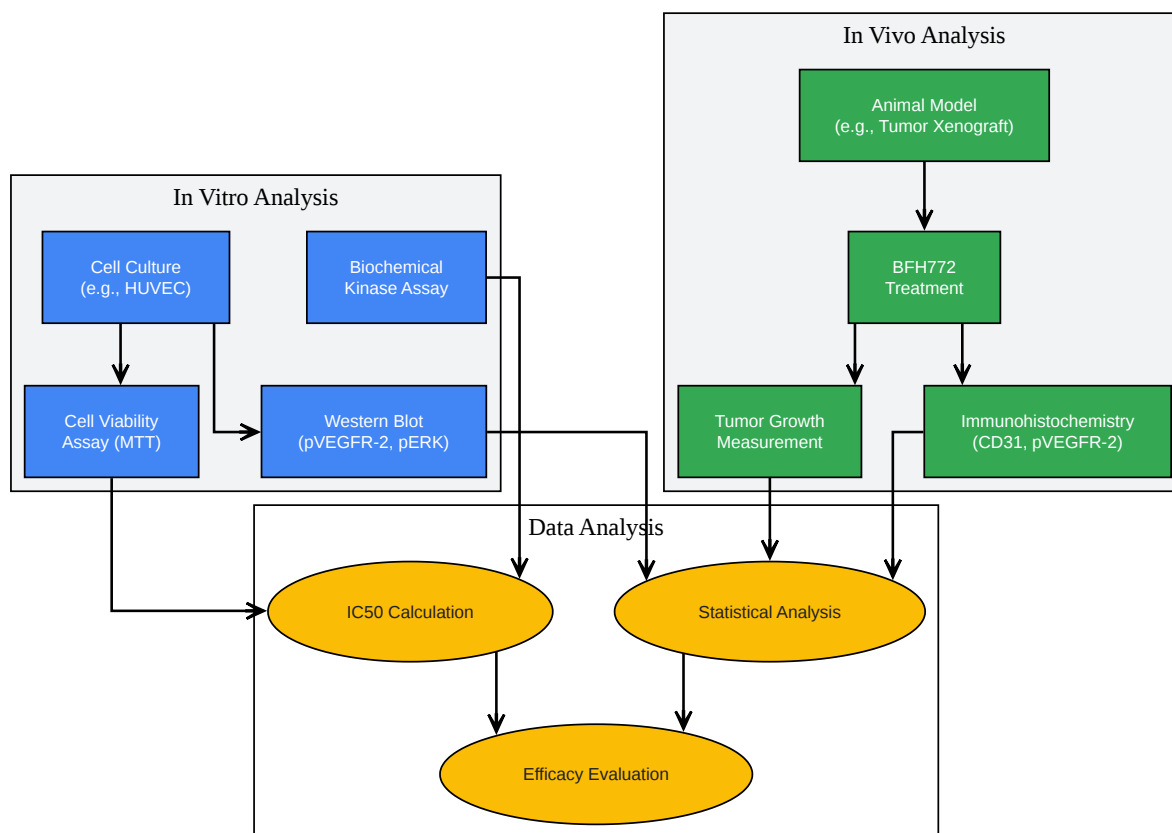 In Vivo Analysis
Animal Model
(e.g., Tumor Xenograft)
In Vitro Analysis
Cell Culture
(e.g., HUVEC)
Biochemical
Kinase Assay
BFH772
Treatment
Cell Viability
Assay (MTT)
Western Blot
(pVEGFR-2, pERK)
Tumor Growth
Measurement
Immunohistochemistry
(CD31, pVEGFR-2)
Data Analysis
IC50 Calculation
Statistical Analysis
Efficacy Evaluation